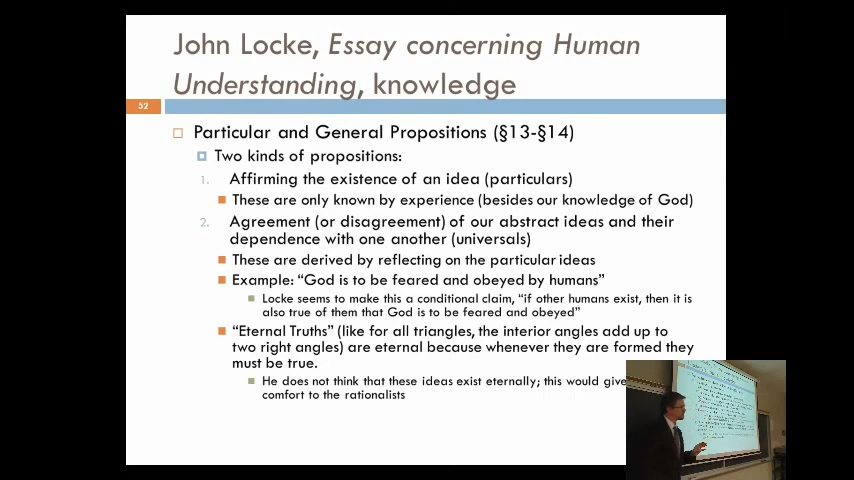 John Locke, Essay concerning Human
Understanding, knowledge
52
Particular and General Propositions (§13-§14)
Two kinds of propositions:
1. Affirming the existence of an idea (particulars)
These are only known by experience (besides our knowledge of God)
2. Agreement (or disagreement) of our abstract ideas and their
dependence with one another (universals)
These are derived by reflecting on the particular ideas
Example: “God is to be feared and obeyed by humans”
Locke seems to make this a conditional claim, “if other humans exist, then it is
also true of them that God is to be feared and obeyed”
“Eternal Truths” (like for all triangles, the interior angles add up to
two right angles) are eternal because whenever they are formed they
must be true.
He does not think that these ideas exist eternally; this would give
comfort to the rationalists